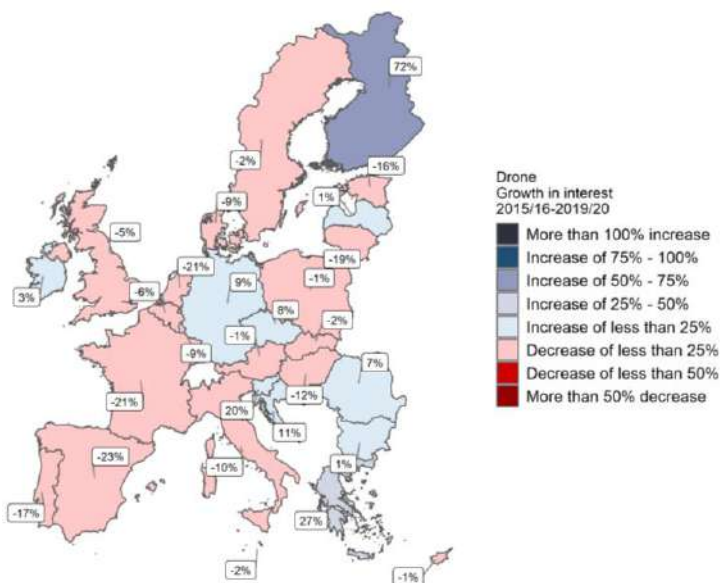 72%
-2%
-16%
-9%
1%
-5%
-19%
-21%
-1%
9%
3%
-6%
8%
-2%
-1%
-9%
7%
-12%
-21%
20%
11%
-23%
-10%
1%
-17%
27%
-2%
-1%
Drone
Growth in interest
2015/16-2019/20
More than 100% increase
Increase of 75% - 100%
Increase of 50% - 75%
Increase of 25% - 50%
Increase of less than 25%
Decrease of less than 25%
Decrease of less than 50%
More than 50% decrease